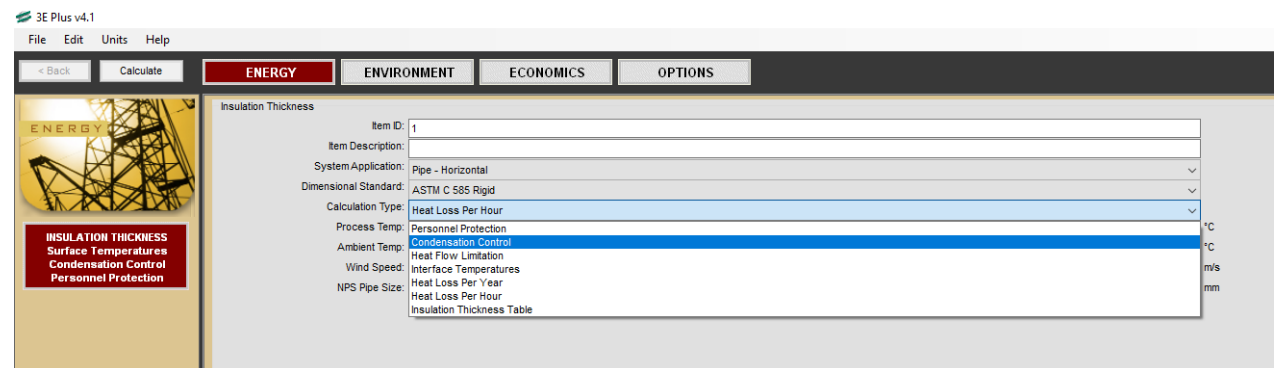 3E Plus v4.1
File Edit Units Help
< Back Calculate ENERGY ENVIRONMENT ECONOMICS OPTIONS
ENERGY
INSULATION THICKNESS
Surface Temperatures
Condensation Control
Personnel Protection
Insulation Thickness
Item ID: 1
Item Description:
System Application: Pipe - Horizontal
Dimensional Standard: ASTM C 585 Rigid
Calculation Type: Heat Loss Per Hour
Process Temp: °C
Ambient Temp: °C
Wind Speed: m/s
NPS Pipe Size: mm
Personnel Protection
Condensation Control
Heat Flow Limitation
Interface Temperatures
Heat Loss Per Year
Heat Loss Per Hour
Insulation Thickness Table